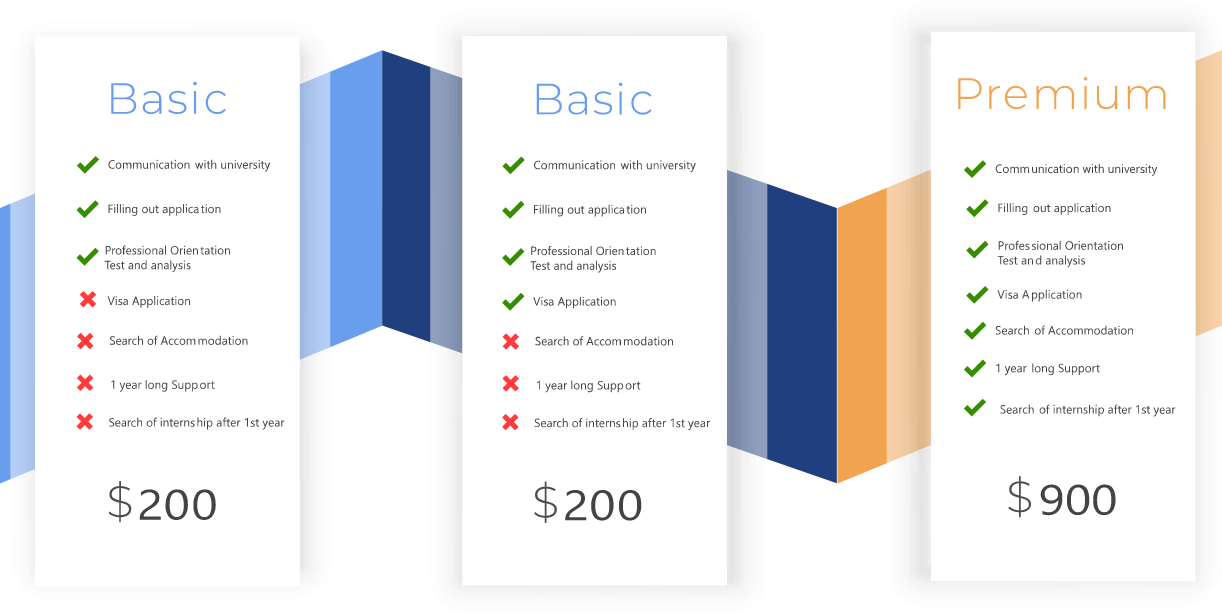 Basic
Communication with university
Filling out application
Professional Orientation
Test and analysis
Visa Application
Search of Accommodation
1 year long Support
Search of internship after 1st year
$200
Basic
Communication with university
Filling out application
Professional Orientation
Test and analysis
Visa Application
Search of Accommodation
1 year long Support
Search of internship after 1st year
$200
Premium
Communication with university
Filling out application
Professional Orientation
Test and analysis
Visa Application
Search of Accommodation
1 year long Support
Search of internship after 1st year
$900